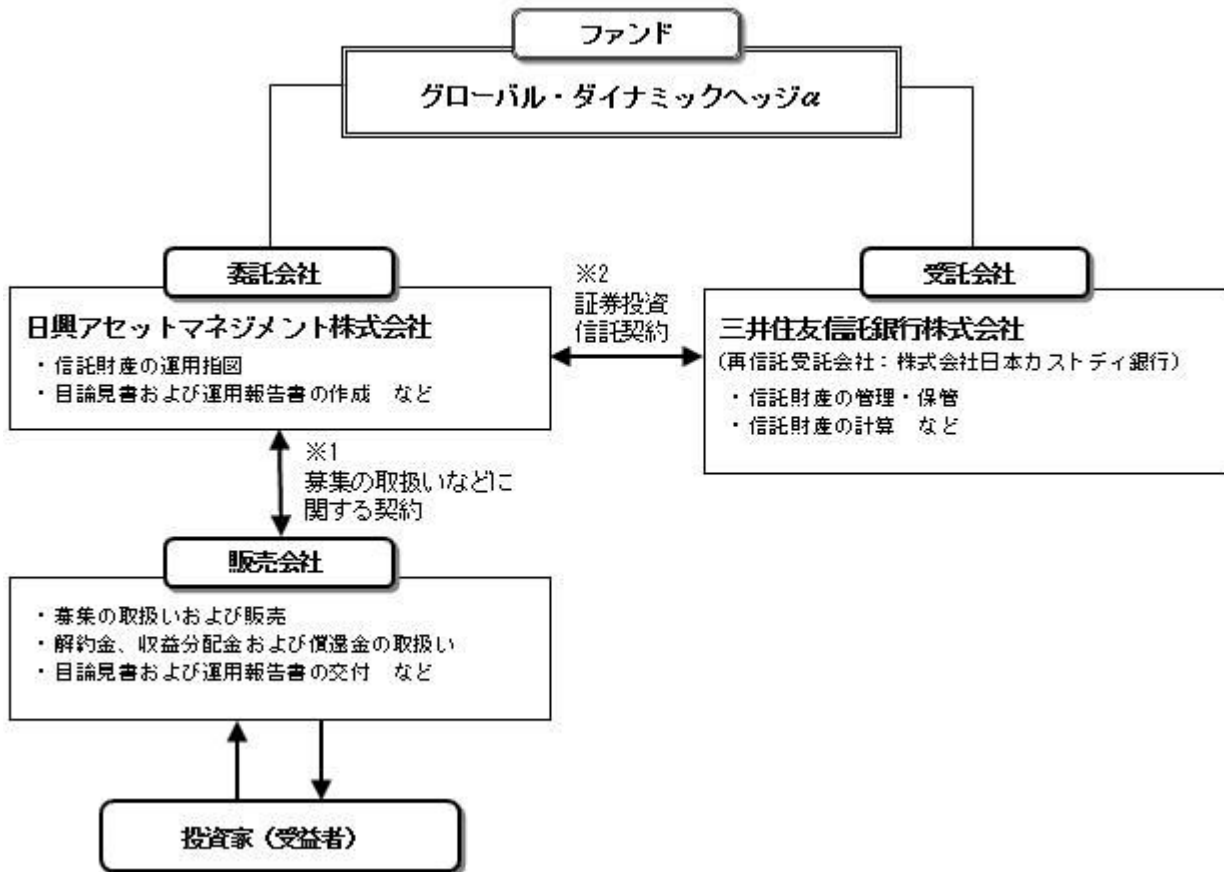 ファンド
グローバル・ダイナミックヘッジα
委託会社
日興アセットマネジメント株式会社
・信託財産の運用指図
・目論見書および運用報告書の作成　など
※2
証券投資
信託契約
受託会社
三井住友信託銀行株式会社
(再信託受託会社：株式会社日本カストディ銀行)
・信託財産の管理・保管
・信託財産の計算　など
※1
募集の取扱いなどに
関する契約
販売会社
・募集の取扱いおよび販売
・解約金、収益分配金および償還金の取扱い
・目論見書および運用報告書の交付　など
投資家（受益者）